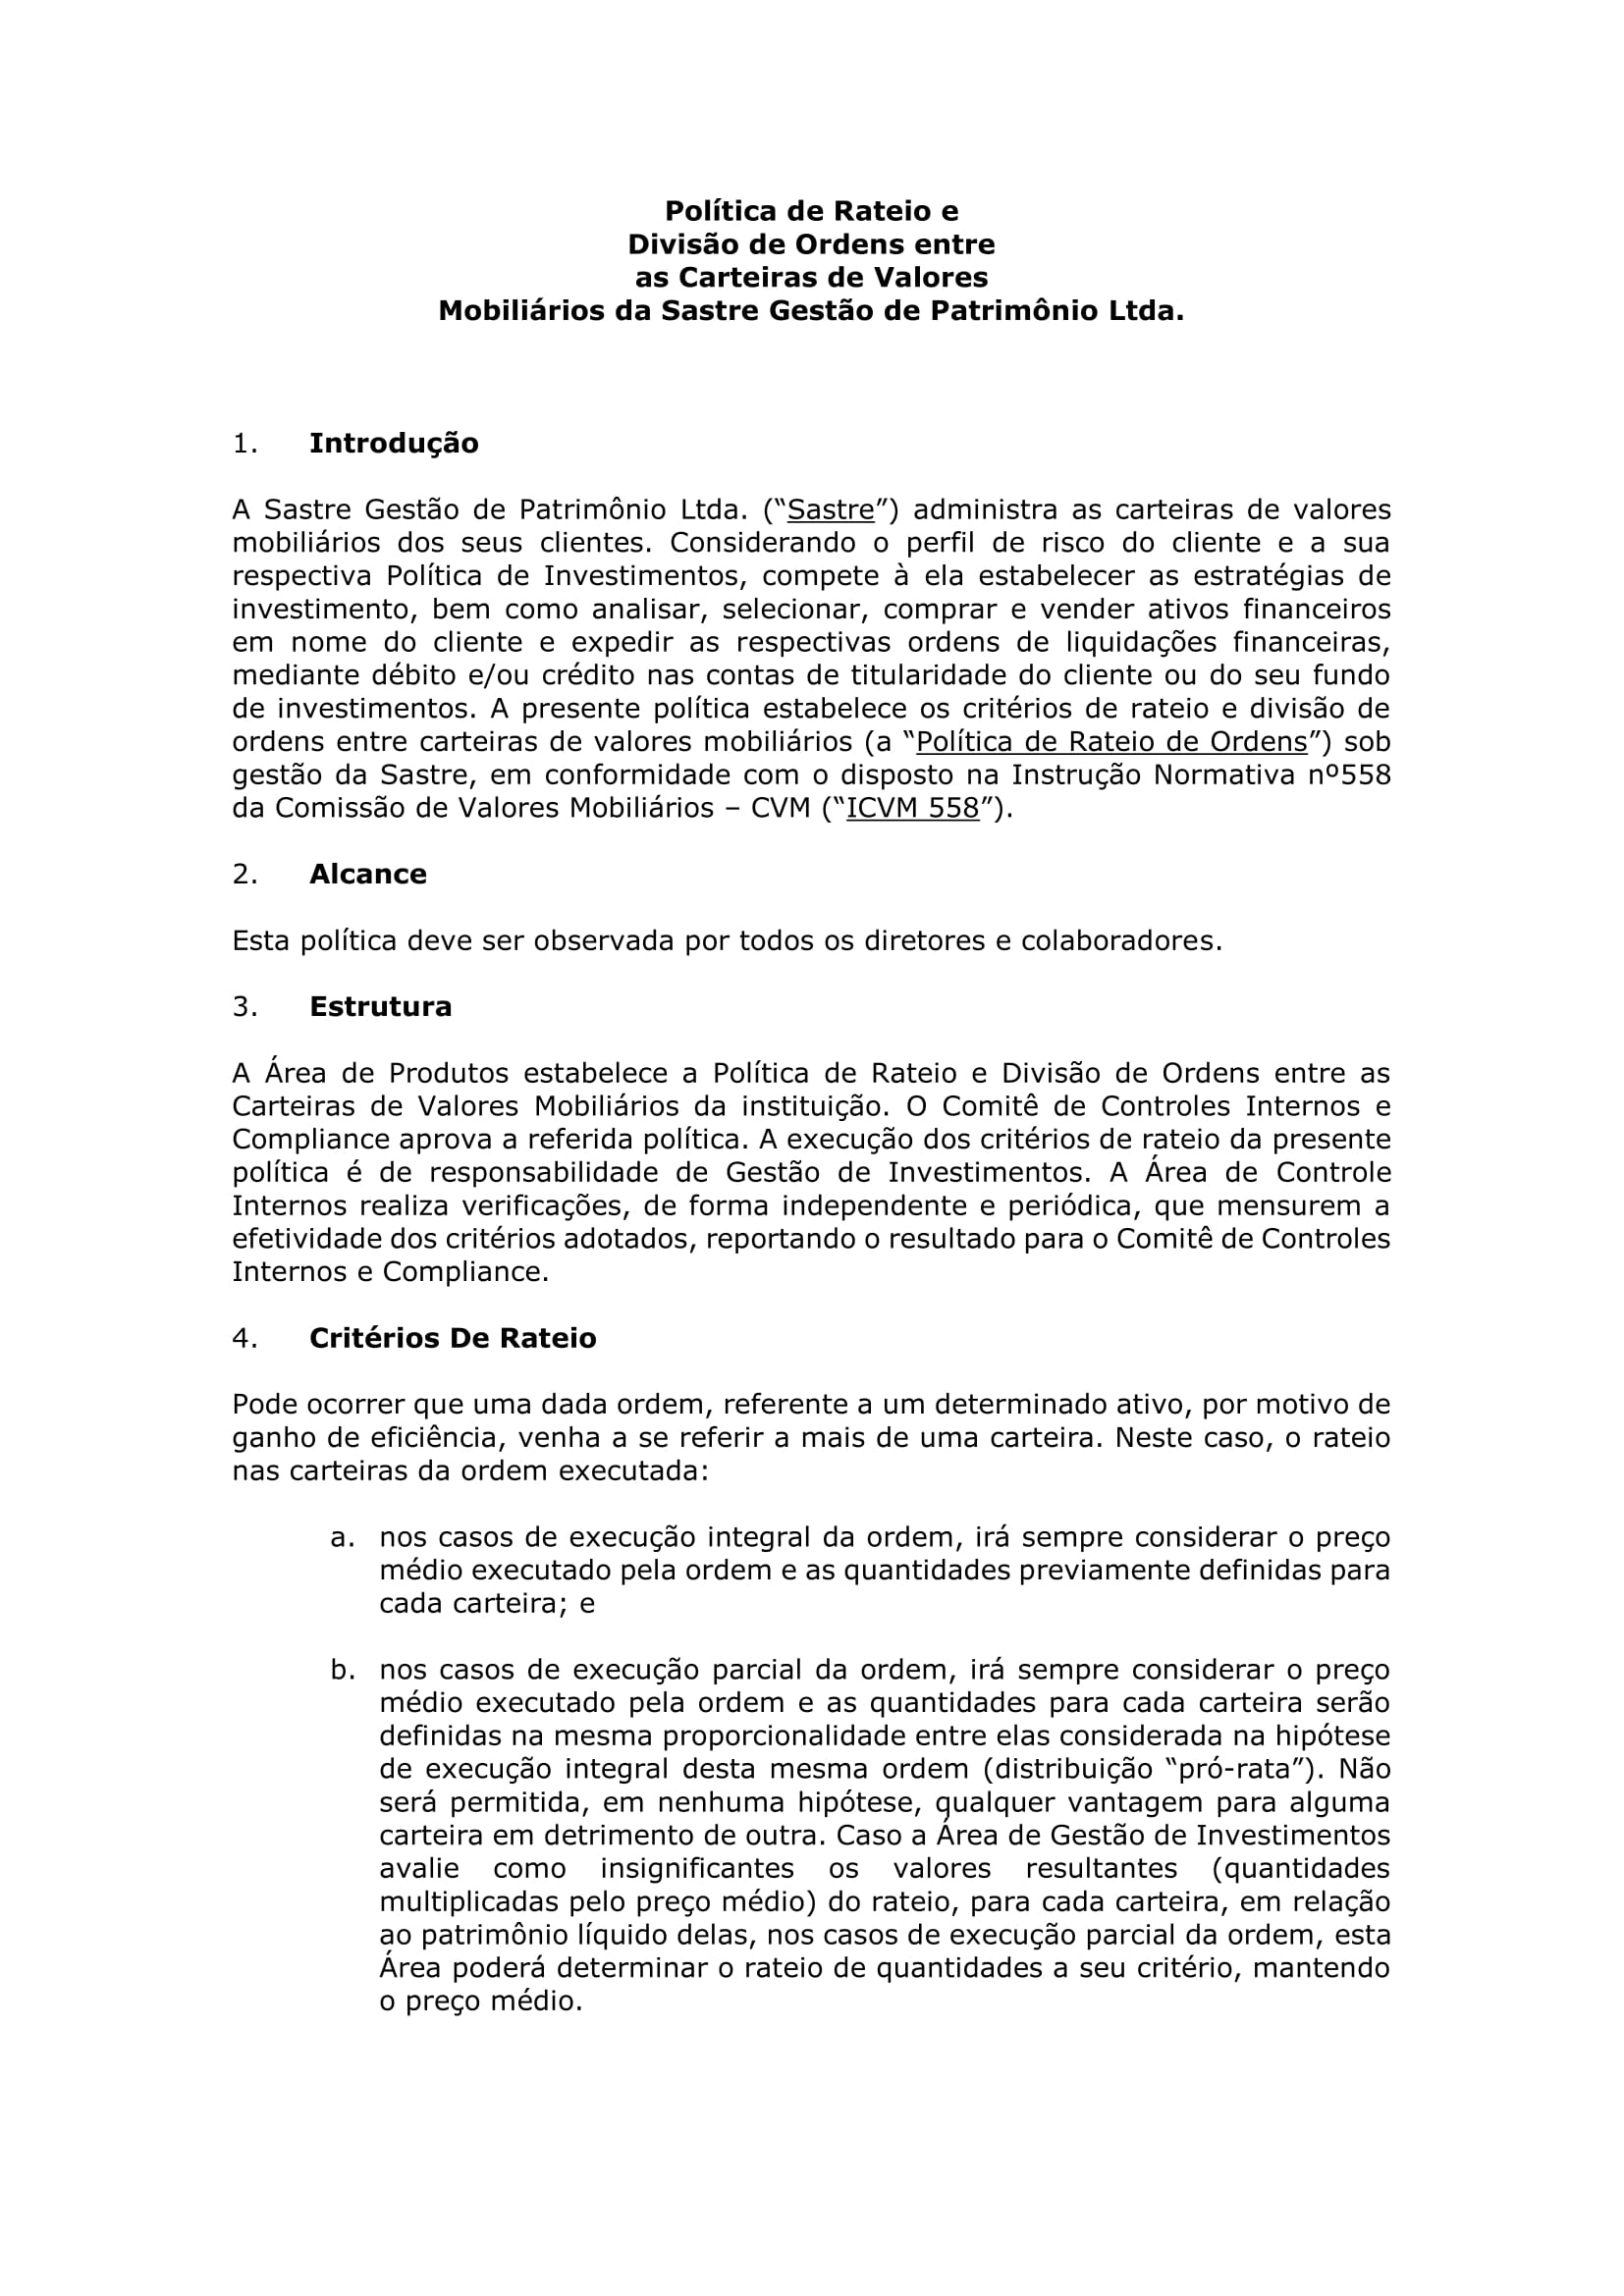 Política de Rateio e
Divisão de Ordens entre
as Carteiras de Valores
Mobiliários da Sastre Gestão de Patrimônio Ltda.
1. Introdução
A Sastre Gestão de Patrimônio Ltda. (“Sastre”) administra as carteiras de valores
mobiliários dos seus clientes. Considerando o perfil de risco do cliente e a sua
respectiva Política de Investimentos, compete à ela estabelecer as estratégias de
investimento, bem como analisar, selecionar, comprar e vender ativos financeiros
em nome do cliente e expedir as respectivas ordens de liquidações financeiras,
mediante débito e/ou crédito nas contas de titularidade do cliente ou do seu fundo
de investimentos. A presente política estabelece os critérios de rateio e divisão de
ordens entre carteiras de valores mobiliários (a “Política de Rateio de Ordens”) sob
gestão da Sastre, em conformidade com o disposto na Instrução Normativa nº558
da Comissão de Valores Mobiliários – CVM (“ICVM 558”).
2. Alcance
Esta política deve ser observada por todos os diretores e colaboradores.
3. Estrutura
A Área de Produtos estabelece a Política de Rateio e Divisão de Ordens entre as
Carteiras de Valores Mobiliários da instituição. O Comitê de Controles Internos e
Compliance aprova a referida política. A execução dos critérios de rateio da presente
política é de responsabilidade de Gestão de Investimentos. A Área de Controle
Internos realiza verificações, de forma independente e periódica, que mensurem a
efetividade dos critérios adotados, reportando o resultado para o Comitê de Controles
Internos e Compliance.
4. Critérios De Rateio
Pode ocorrer que uma dada ordem, referente a um determinado ativo, por motivo de
ganho de eficiência, venha a se referir a mais de uma carteira. Neste caso, o rateio
nas carteiras da ordem executada:
a. nos casos de execução integral da ordem, irá sempre considerar o preço
médio executado pela ordem e as quantidades previamente definidas para
cada carteira; e
b. nos casos de execução parcial da ordem, irá sempre considerar o preço
médio executado pela ordem e as quantidades para cada carteira serão
definidas na mesma proporcionalidade entre elas considerada na hipótese
de execução integral desta mesma ordem (distribuição “pró-rata”). Não
será permitida, em nenhuma hipótese, qualquer vantagem para alguma
carteira em detrimento de outra. Caso a Área de Gestão de Investimentos
avalie como insignificantes os valores resultantes (quantidades
multiplicadas pelo preço médio) do rateio, para cada carteira, em relação
ao patrimônio líquido delas, nos casos de execução parcial da ordem, esta
Área poderá determinar o rateio de quantidades a seu critério, mantendo
o preço médio.